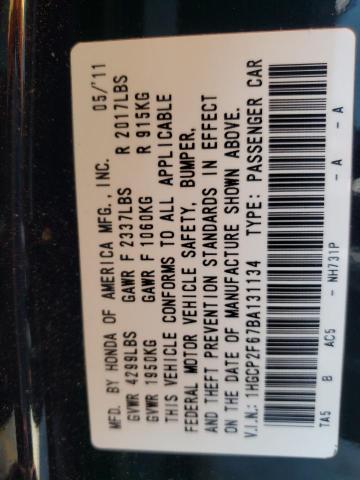 MFD. BY HONDA OF AMERICA MFG., INC. 05/'11
GVWR 4299LBS GAWR F 2337LBS R 2017LBS
GVWR 1950KG GAWR F 1060KG R 915KG
THIS VEHICLE CONFORMS TO ALL APPLICABLE
FEDERAL MOTOR VEHICLE SAFETY, BUMPER,
AND THEFT PREVENTION STANDARDS IN EFFECT
ON THE DATE OF MANUFACTURE SHOWN ABOVE.
V.I.N.: 1HGCP2F67BA131134 TYPE: PASSENGER CAR
TA5 B AC5 - NH731P - A - A